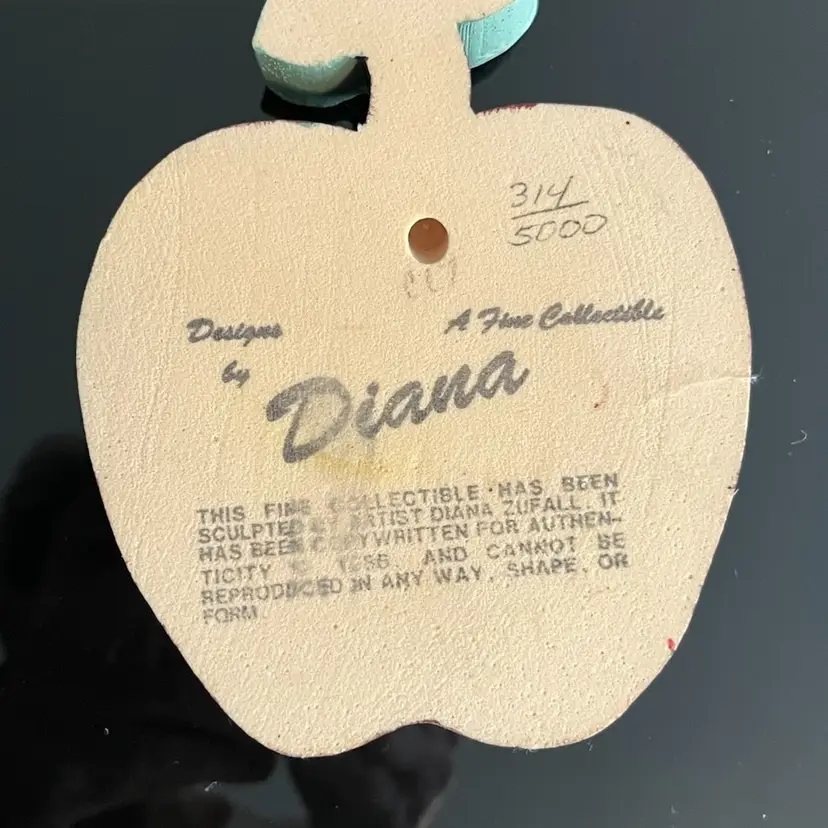 314
5000
Designs A Fine Collectible
by Diana
THIS FINE COLLECTIBLE HAS BEEN
SCULPTED BY ARTIST DIANA ZUFALL. IT
HAS BEEN COPYWRITTEN FOR AUTHEN-
TICITY AND CANNOT BE
REPRODUCED IN ANY WAY, SHAPE, OR
FORM.